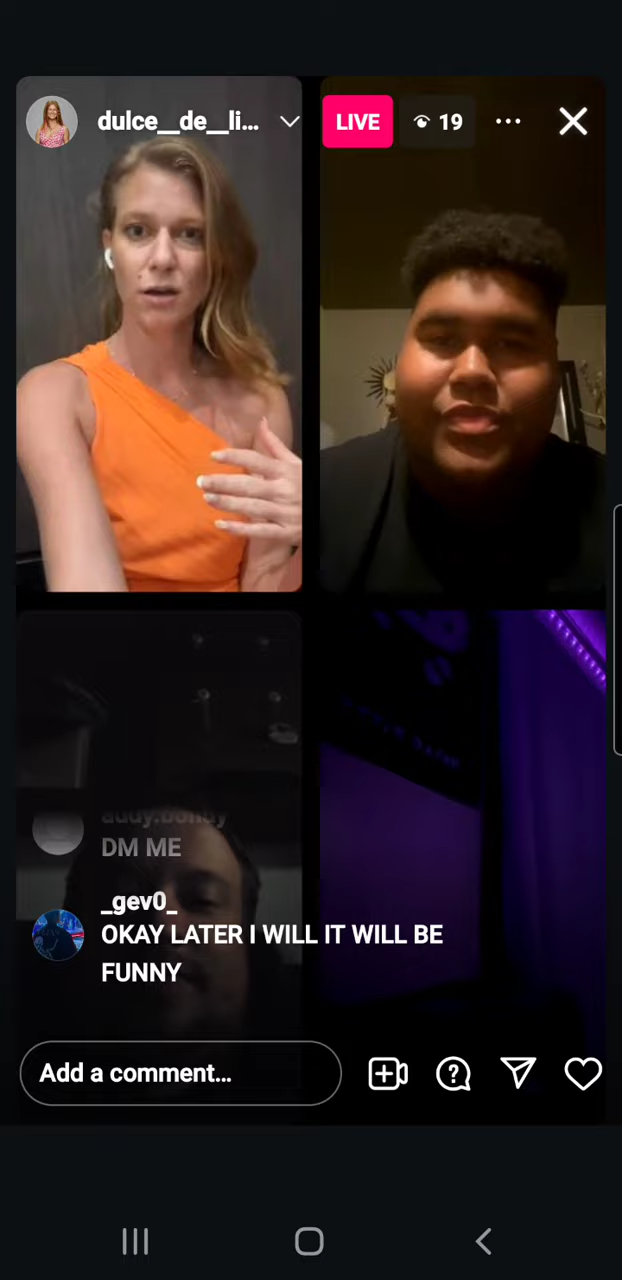 dulce__de__li...
LIVE
19
DM ME
_gev0_
OKAY LATER I WILL IT WILL BE
FUNNY
Add a comment...